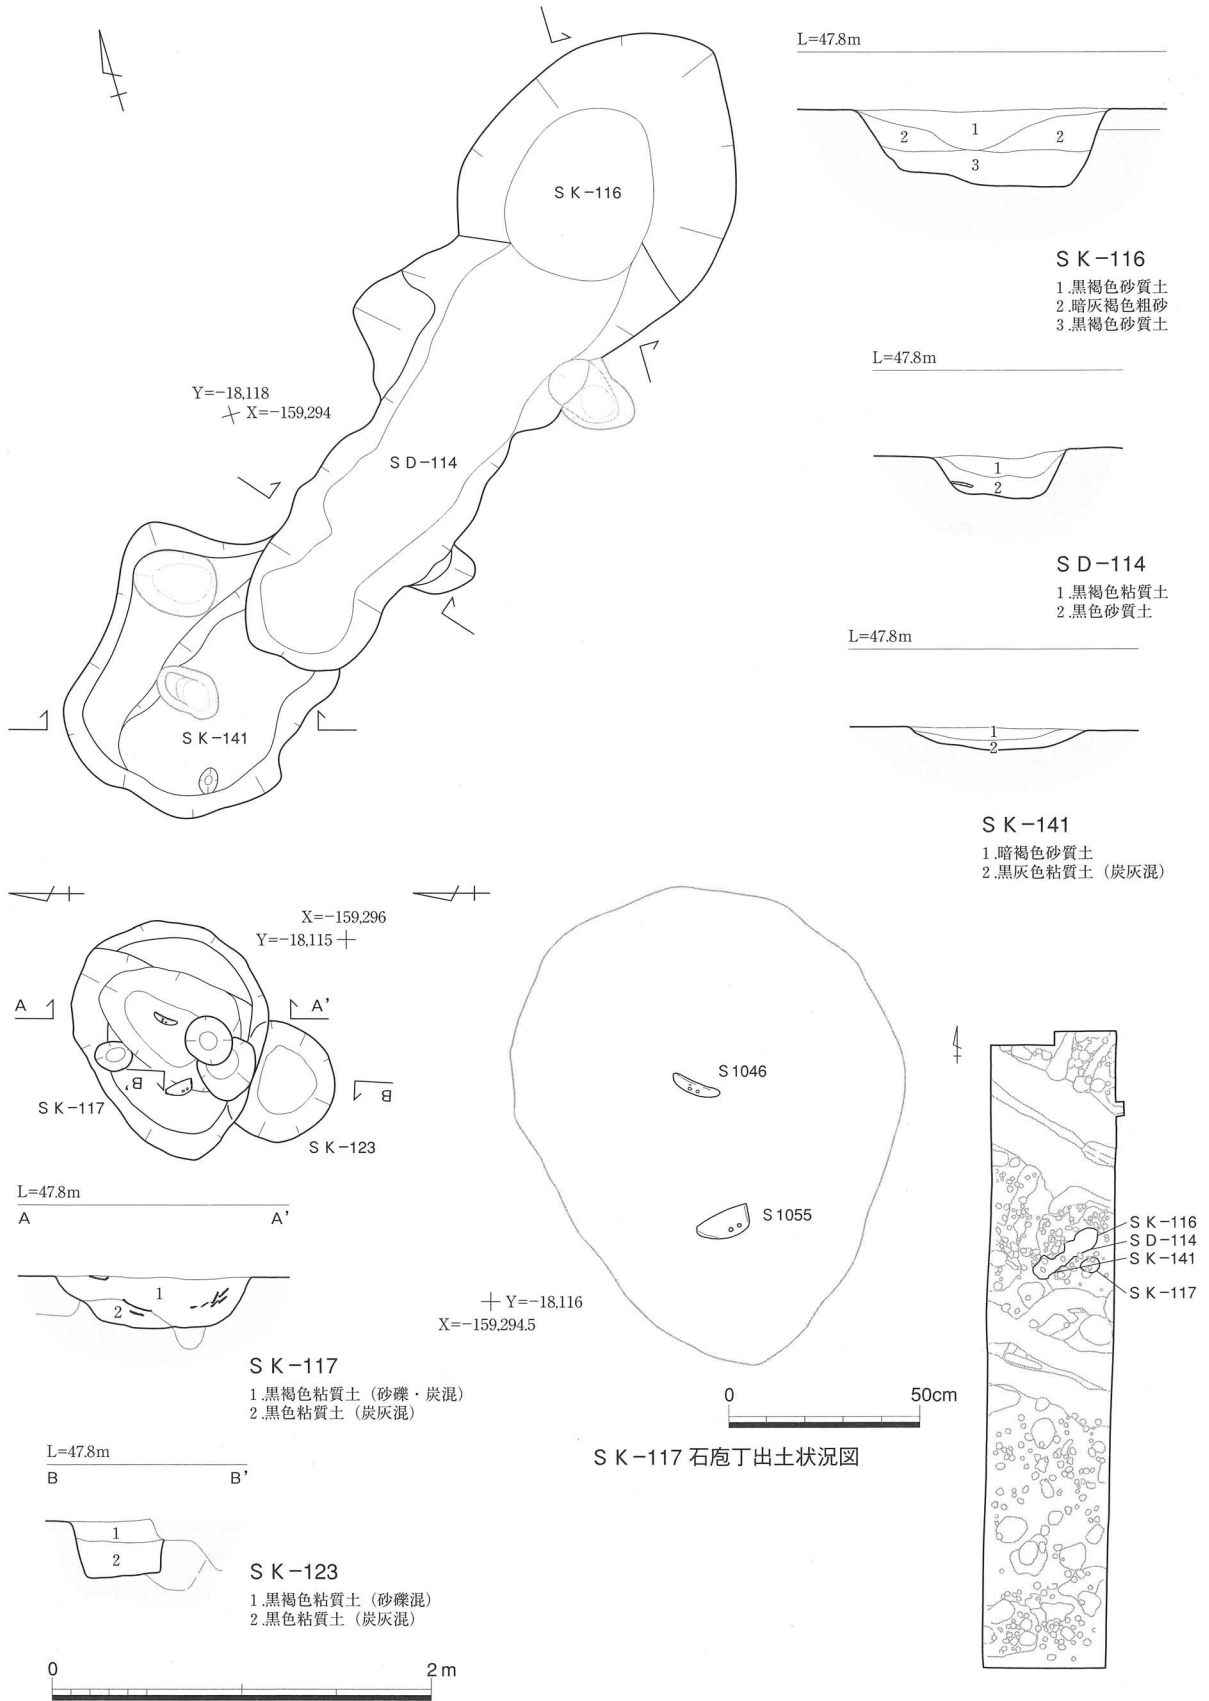 L=47.8m
1
2
2
3
SK-116
SK-116
1.黒褐色砂質土
2.暗灰褐色粗砂
3.黒褐色砂質土
L=47.8m
Y=-18,118
X=-159,294
SD-114
1
2
SD-114
1.黒褐色粘質土
2.黒色砂質土
L=47.8m
SK-141
1
2
SK-141
1.暗褐色砂質土
2.黒灰色粘質土（炭灰混）
X=-159,296
Y=-18,115
A
A'
B'
B
SK-117
SK-123
S1046
S1055
Y=-18,116
X=-159,294.5
0
50cm
SK-117 石庖丁出土状況図
SK-116
SD-114
SK-141
SK-117
L=47.8m
A
A'
1
2
SK-117
1.黒褐色粘質土（砂礫・炭混）
2.黒色粘質土（炭灰混）
L=47.8m
B
B'
1
2
SK-123
1.黒褐色粘質土（砂礫混）
2.黒色粘質土（炭灰混）
0
2m